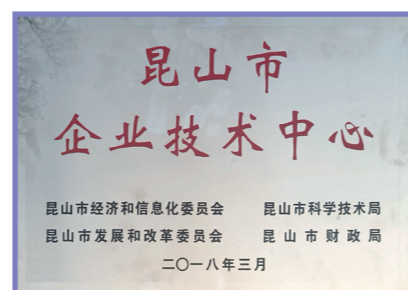 昆山市
企业技术中心
昆山市经济和信息化委员会 昆山市科学技术局
昆山市发展和改革委员会 昆山市财政局
二〇一八年三月